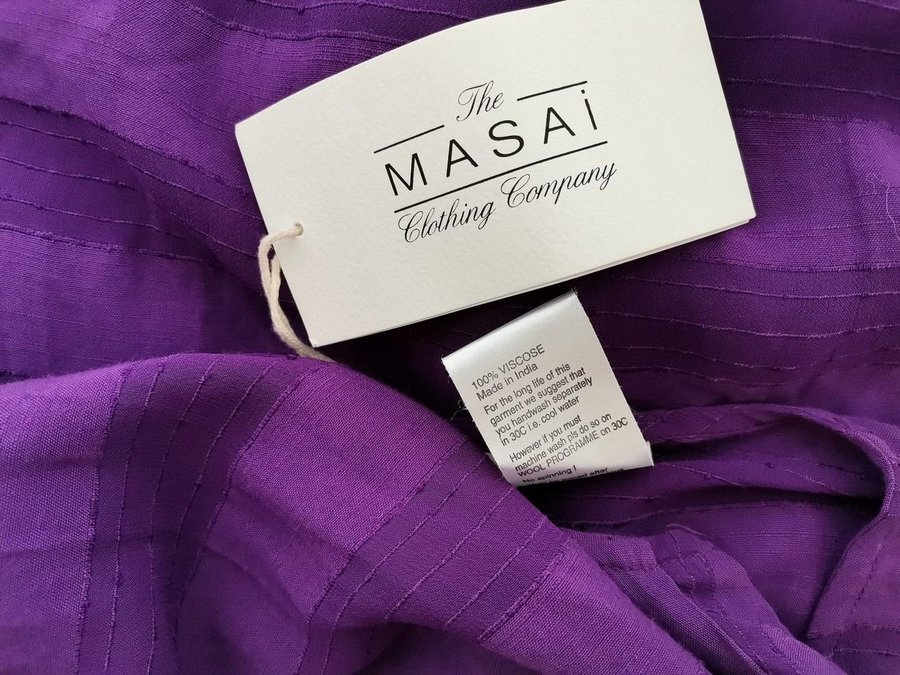 The
MASAi
Clothing Company
100% VISCOSE
Made in India
For the long life of this
garment we suggest that
you handwash separately
in 30C i.e. cool water
However if you must
machine wash pls do so on
WOOL PROGRAMME on 30C
No spinning !